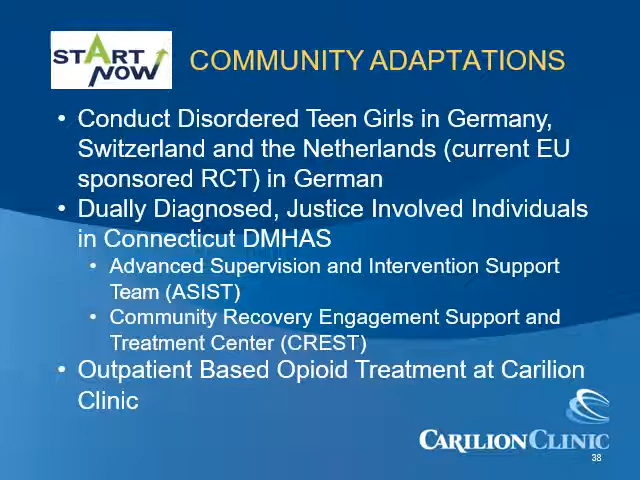 START
NOW
COMMUNITY ADAPTATIONS
• Conduct Disordered Teen Girls in Germany,
Switzerland and the Netherlands (current EU
sponsored RCT) in German
• Dually Diagnosed, Justice Involved Individuals
in Connecticut DMHAS
• Advanced Supervision and Intervention Support
Team (ASIST)
• Community Recovery Engagement Support and
Treatment Center (CREST)
• Outpatient Based Opioid Treatment at Carilion
Clinic
CARILION CLINIC
38